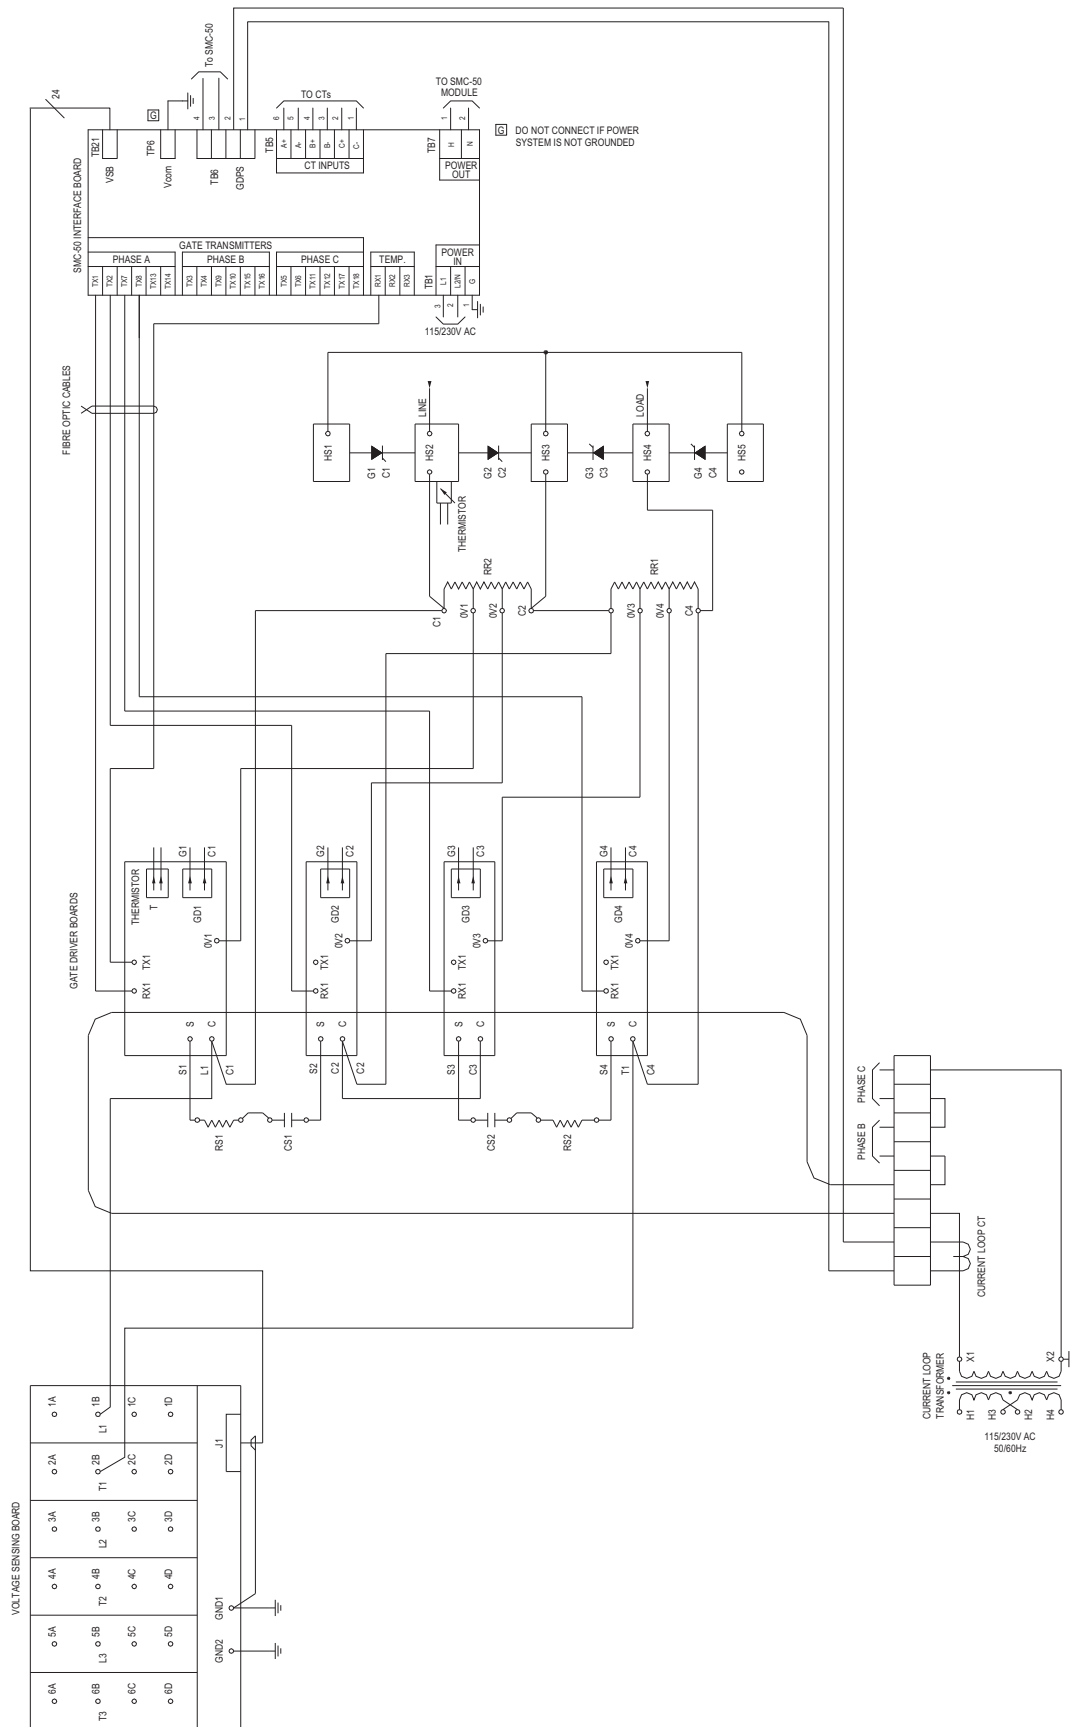 24
To SMC-50
G
4
3
2
1
TO CTs
6
5
4
3
2
1
TO SMC-50
MODULE
1
2
G DO NOT CONNECT IF POWER
SYSTEM IS NOT GROUNDED
SMC-50 INTERFACE BOARD
TB21
VSB
TP6
Vcom
TB6
GDPS
TB5
A+
A-
B+
B-
C+
C-
CT INPUTS
TB7
H
N
POWER
OUT
GATE TRANSMITTERS
PHASE A
PHASE B
PHASE C
TEMP.
POWER
IN
TX1
TX2
TX7
TX8
TX13
TX14
TX3
TX4
TX9
TX10
TX15
TX16
TX5
TX6
TX11
TX12
TX17
TX18
RX1
RX2
RX3
TB1
L1
L2/N
G
3
2
1
115/230V AC
FIBRE OPTIC CABLES
LINE
LOAD
HS1
HS2
HS3
HS4
HS5
G1
C1
G2
C2
G3
C3
G4
C4
THERMISTOR
RR2
RR1
C1
0V1
0V2
C2
0V3
0V4
C4
GATE DRIVER BOARDS
THERMISTOR
T
G1
C1
GD1
0V1
TX1
RX1
S
C
G2
C2
GD2
0V2
TX1
RX1
S
C
G3
C3
GD3
0V3
TX1
RX1
S
C
G4
C4
GD4
0V4
TX1
RX1
S
C
S1
L1
C1
S2
C2
C2
S3
C3
S4
T1
C4
RS1
CS1
CS2
RS2
PHASE C
PHASE B
CURRENT LOOP CT
CURRENT LOOP
TRANSFORMER
X1
X2
H1
H3
H2
H4
115/230V AC
50/60Hz
VOLTAGE SENSING BOARD
1A
1B
1C
1D
L1
2A
2B
2C
2D
T1
3A
3B
3C
3D
L2
4A
4B
4C
4D
T2
5A
5B
5C
5D
L3
6A
6B
6C
6D
T3
J1
GND1
GND2